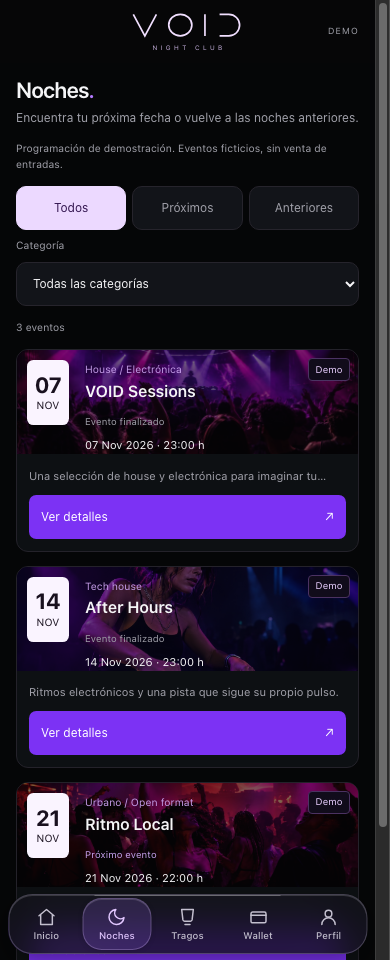 VOID
NIGHT CLUB
DEMO
Noches.
Encuentra tu próxima fecha o vuelve a las noches anteriores.
Programación de demostración. Eventos ficticios, sin venta de
entradas.
Todos
Próximos
Anteriores
Categoría
Todas las categorías
3 eventos
07
NOV
House / Electrónica
Demo
VOID Sessions
Evento finalizado
07 Nov 2026 · 23:00 h
Una selección de house y electrónica para imaginar tu...
Ver detalles ↗
14
NOV
Tech house
Demo
After Hours
Evento finalizado
14 Nov 2026 · 23:00 h
Ritmos electrónicos y una pista que sigue su propio pulso.
Ver detalles ↗
21
NOV
Urbano / Open format
Demo
Ritmo Local
Próximo evento
21 Nov 2026 · 22:00 h
Inicio
Noches
Tragos
Wallet
Perfil